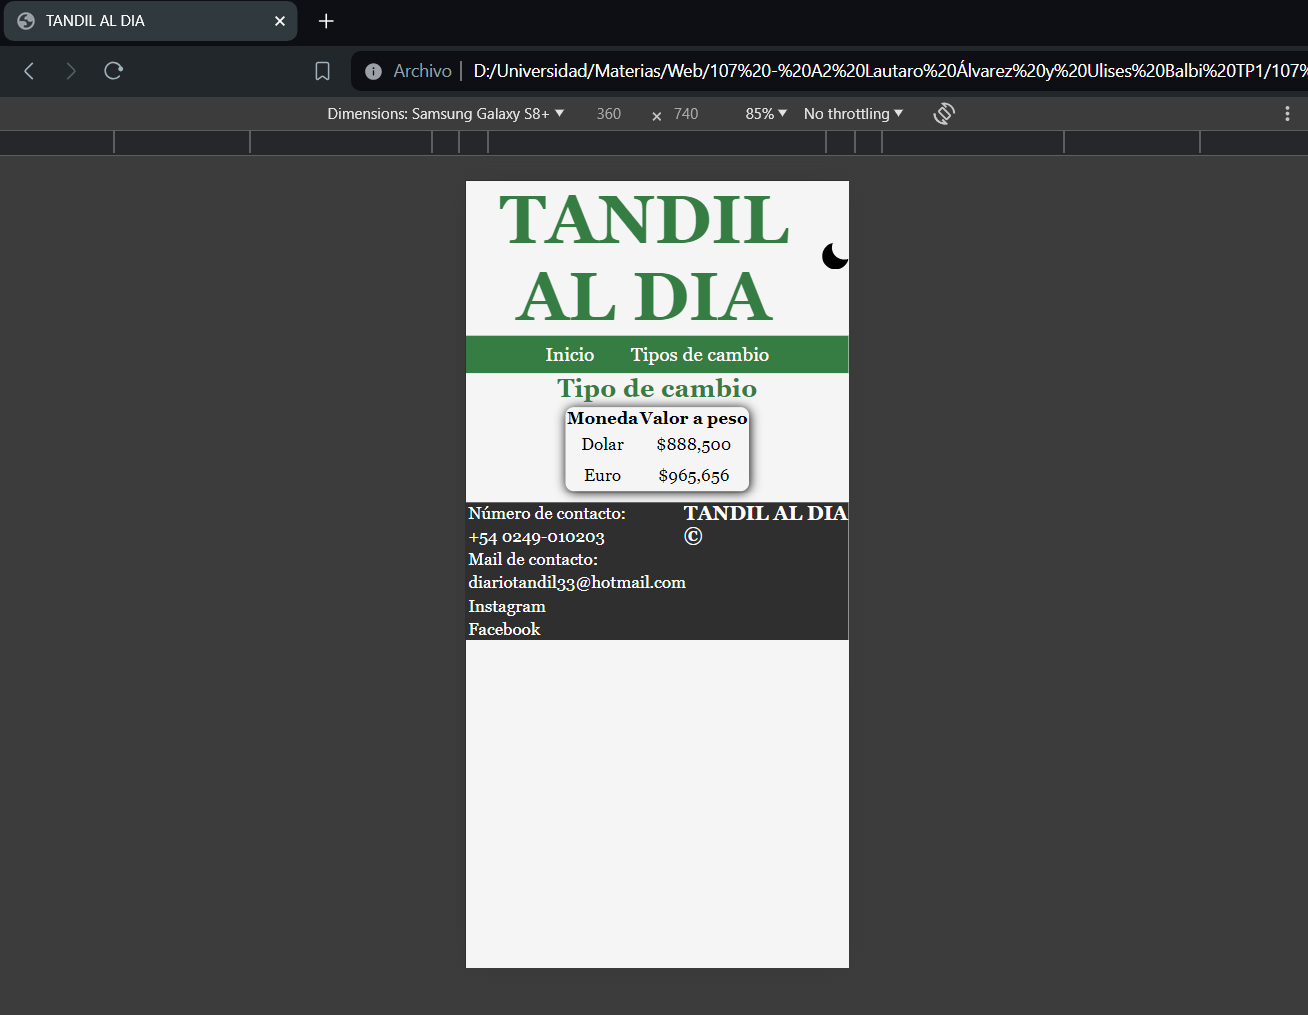 TANDIL AL DIA
Archivo | D:/Universidad/Materias/Web/107%20-%20A2%20Lautaro%20Álvarez%20y%20Ulises%20Balbi%20TP1/107%
Dimensions: Samsung Galaxy S8+ 360 × 740 85% No throttling
TANDIL
AL DIA
Inicio Tipos de cambio
Tipo de cambio
Moneda Valor a peso
Dolar $888,500
Euro $965,656
Número de contacto:
+54 0249-010203
Mail de contacto:
diariotandil33@hotmail.com
Instagram
Facebook
TANDIL AL DIA
©